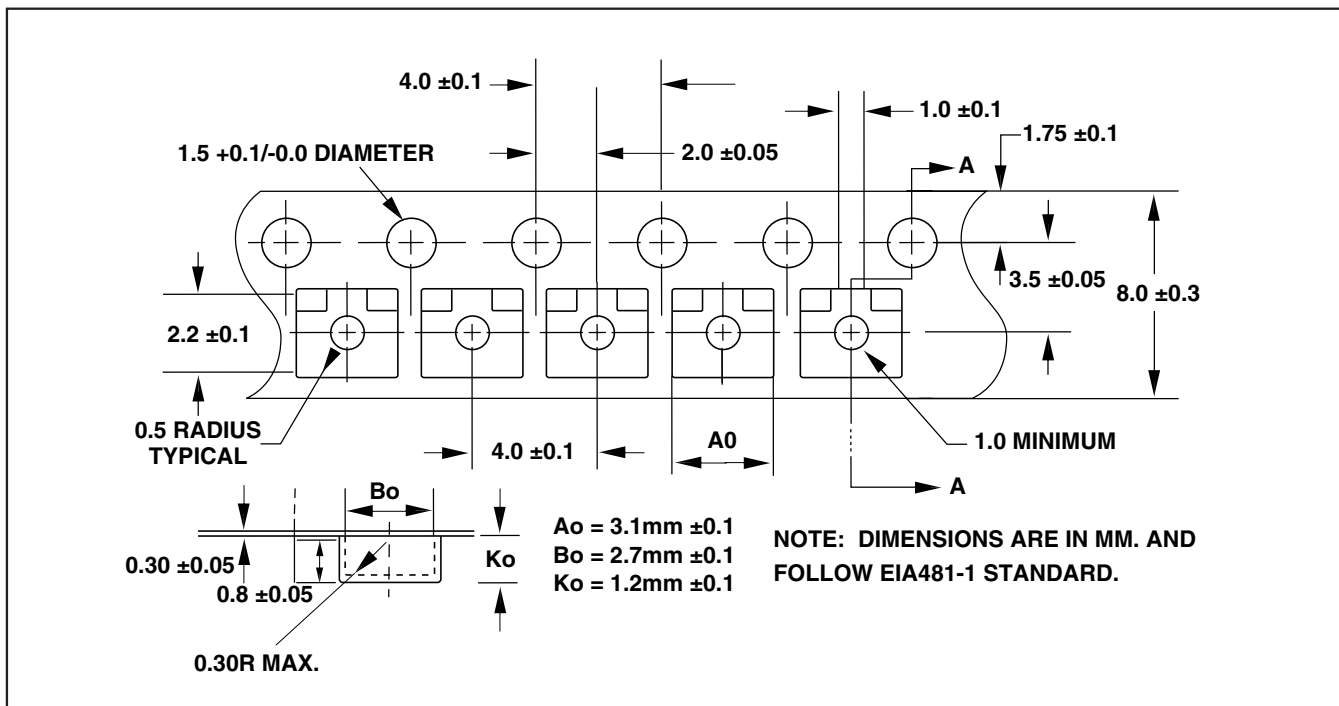 4.0 ±0.1
1.0 ±0.1
1.75 ±0.1
1.5 +0.1/-0.0 DIAMETER
2.0 ±0.05
A
3.5 ±0.05
8.0 ±0.3
2.2 ±0.1
0.5 RADIUS
TYPICAL
4.0 ±0.1
A0
1.0 MINIMUM
A
Bo
0.30 ±0.05
0.8 ±0.05
Ko
0.30R MAX.
Ao = 3.1mm ±0.1
Bo = 2.7mm ±0.1
Ko = 1.2mm ±0.1
NOTE: DIMENSIONS ARE IN MM. AND
FOLLOW EIA481-1 STANDARD.